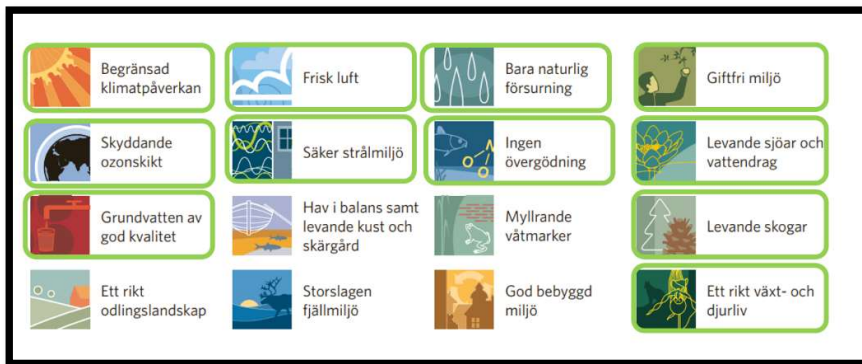 Begränsad
klimatpåverkan
Frisk luft
Bara naturlig
försurning
Giftfri miljö
Skyddande
ozonskikt
Säker strålmiljö
Ingen
övergödning
Levande sjöar och
vattendrag
Grundvatten av
god kvalitet
Hav i balans samt
levande kust och
skärgård
Myllrande
våtmarker
Levande skogar
Ett rikt
odlingslandskap
Storslagen
fjällmiljö
God bebyggd
miljö
Ett rikt växt- och
djurliv